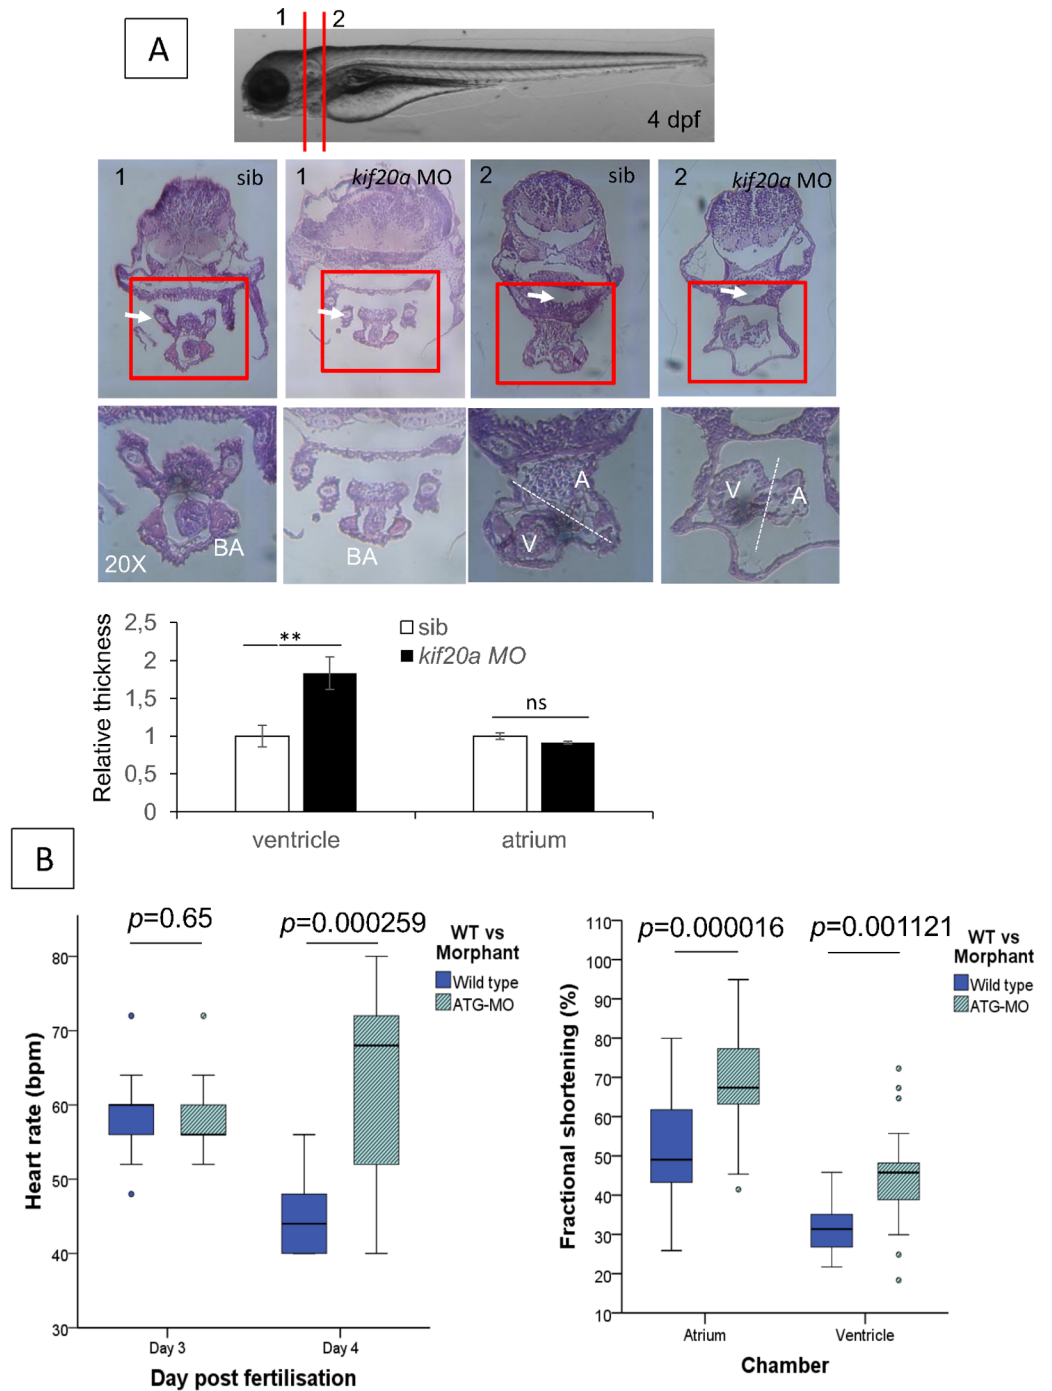 A
1 2
4 dpf
1 sib
1 kif20a MO
2 sib
2 kif20a MO
20X
BA
BA
A
V
V
A
Relative thickness
2,5
2
1,5
1
0,5
0
**
ns
sib
kif20a MO
ventricle
atrium
B
p=0.65
p=0.000259
WT vs
Morphant
Wild type
ATG-MO
Heart rate (bpm)
80
70
60
50
40
30
Day 3
Day 4
Day post fertilisation
p=0.000016
p=0.001121
WT vs
Morphant
Wild type
ATG-MO
Fractional shortening (%)
110
100
90
80
70
60
50
40
30
20
10
Atrium
Ventricle
Chamber